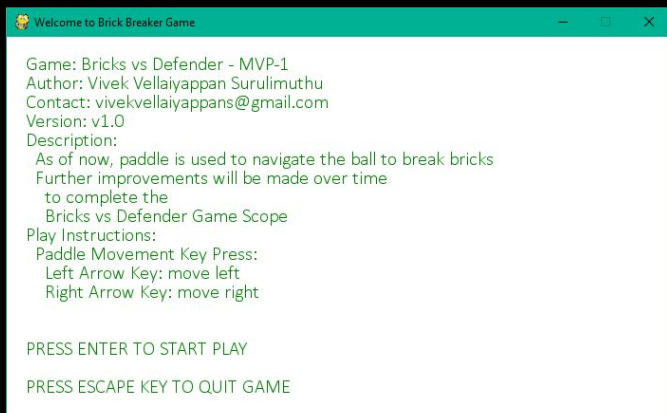 Welcome to Brick Breaker Game
Game: Bricks vs Defender - MVP-1
Author: Vivek Vellaiyappan Surulimuthu
Contact: vivekvellaiyappans@gmail.com
Version: v1.0
Description:
As of now, paddle is used to navigate the ball to break bricks
Further improvements will be made over time
to complete the
Bricks vs Defender Game Scope
Play Instructions:
Paddle Movement Key Press:
Left Arrow Key: move left
Right Arrow Key: move right
PRESS ENTER TO START PLAY
PRESS ESCAPE KEY TO QUIT GAME